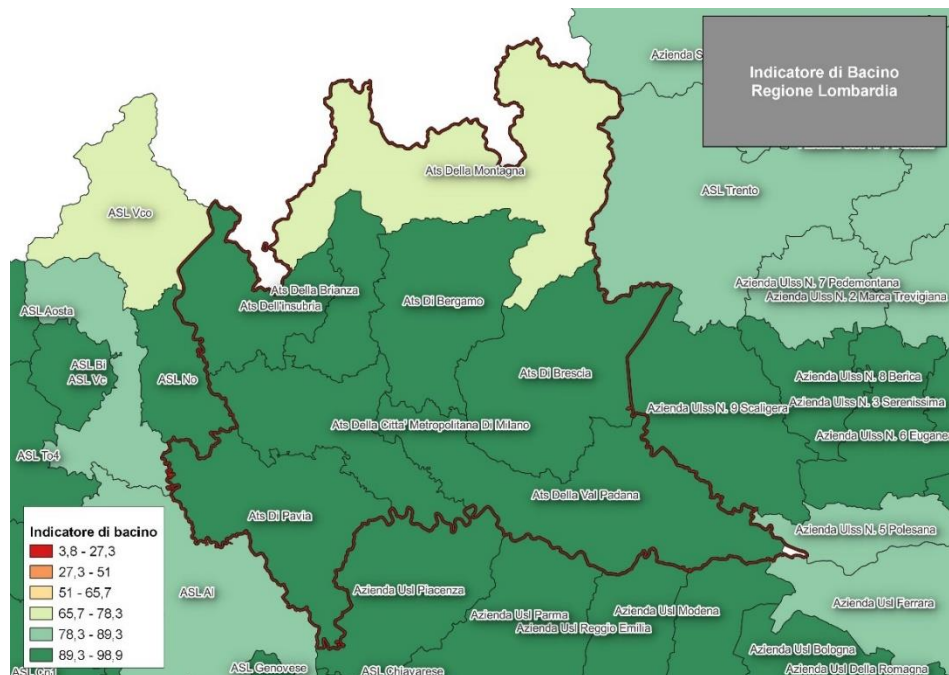 Indicatore di Bacino
Regione Lombardia
Azienda S
Ats Della Montagna
ASL Trento
ASL Vco
Azienda Ulss N. 7 Pedemontana
Azienda Ulss N. 2 Marca Trevigiana
Ats Della Brianza
Ats Di Bergamo
Ats Dell'insubria
ASL Aosta
ASL Bi
ASL Vc
ASL No
Ats Di Brescia
Azienda Ulss N. 8 Berica
Azienda Ulss N. 9 Scaligera
Azienda Ulss N. 3 Serenissima
Ats Della Citta' Metropolitana Di Milano
Azienda Ulss N. 6 Eugane
ASL To4
Ats Della Val Padana
Ats Di Pavia
Azienda Ulss N. 5 Polesana
Indicatore di bacino
3,8 - 27,3
27,3 - 51
51 - 65,7
65,7 - 78,3
78,3 - 89,3
89,3 - 98,9
ASL Al
Azienda Usl Piacenza
Azienda Usl Parma
Azienda Usl Modena
Azienda Usl Ferrara
Azienda Usl Reggio Emilia
Azienda Usl Bologna
ASL Genovese
ASL Chiavarese
Azienda Usl Della Romagna